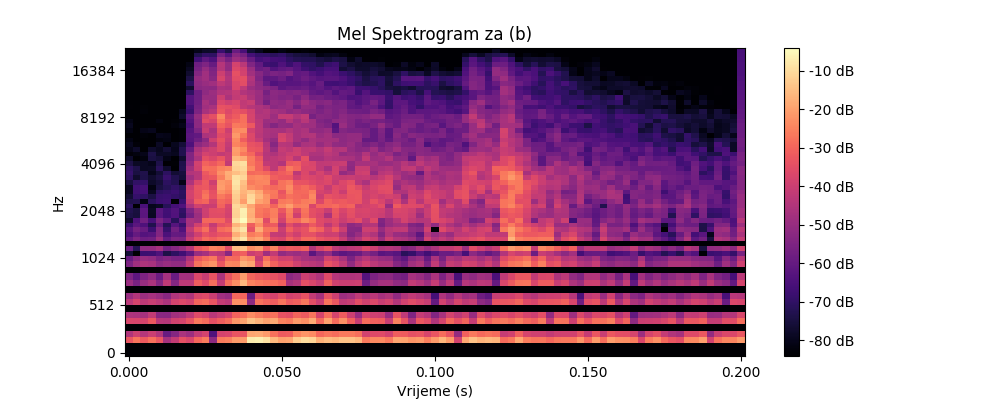 Mel Spektrogram za (b)
Hz
16384
8192
4096
2048
1024
512
0
0.000 0.050 0.100 0.150 0.200
Vrijeme (s)
-10 dB
-20 dB
-30 dB
-40 dB
-50 dB
-60 dB
-70 dB
-80 dB